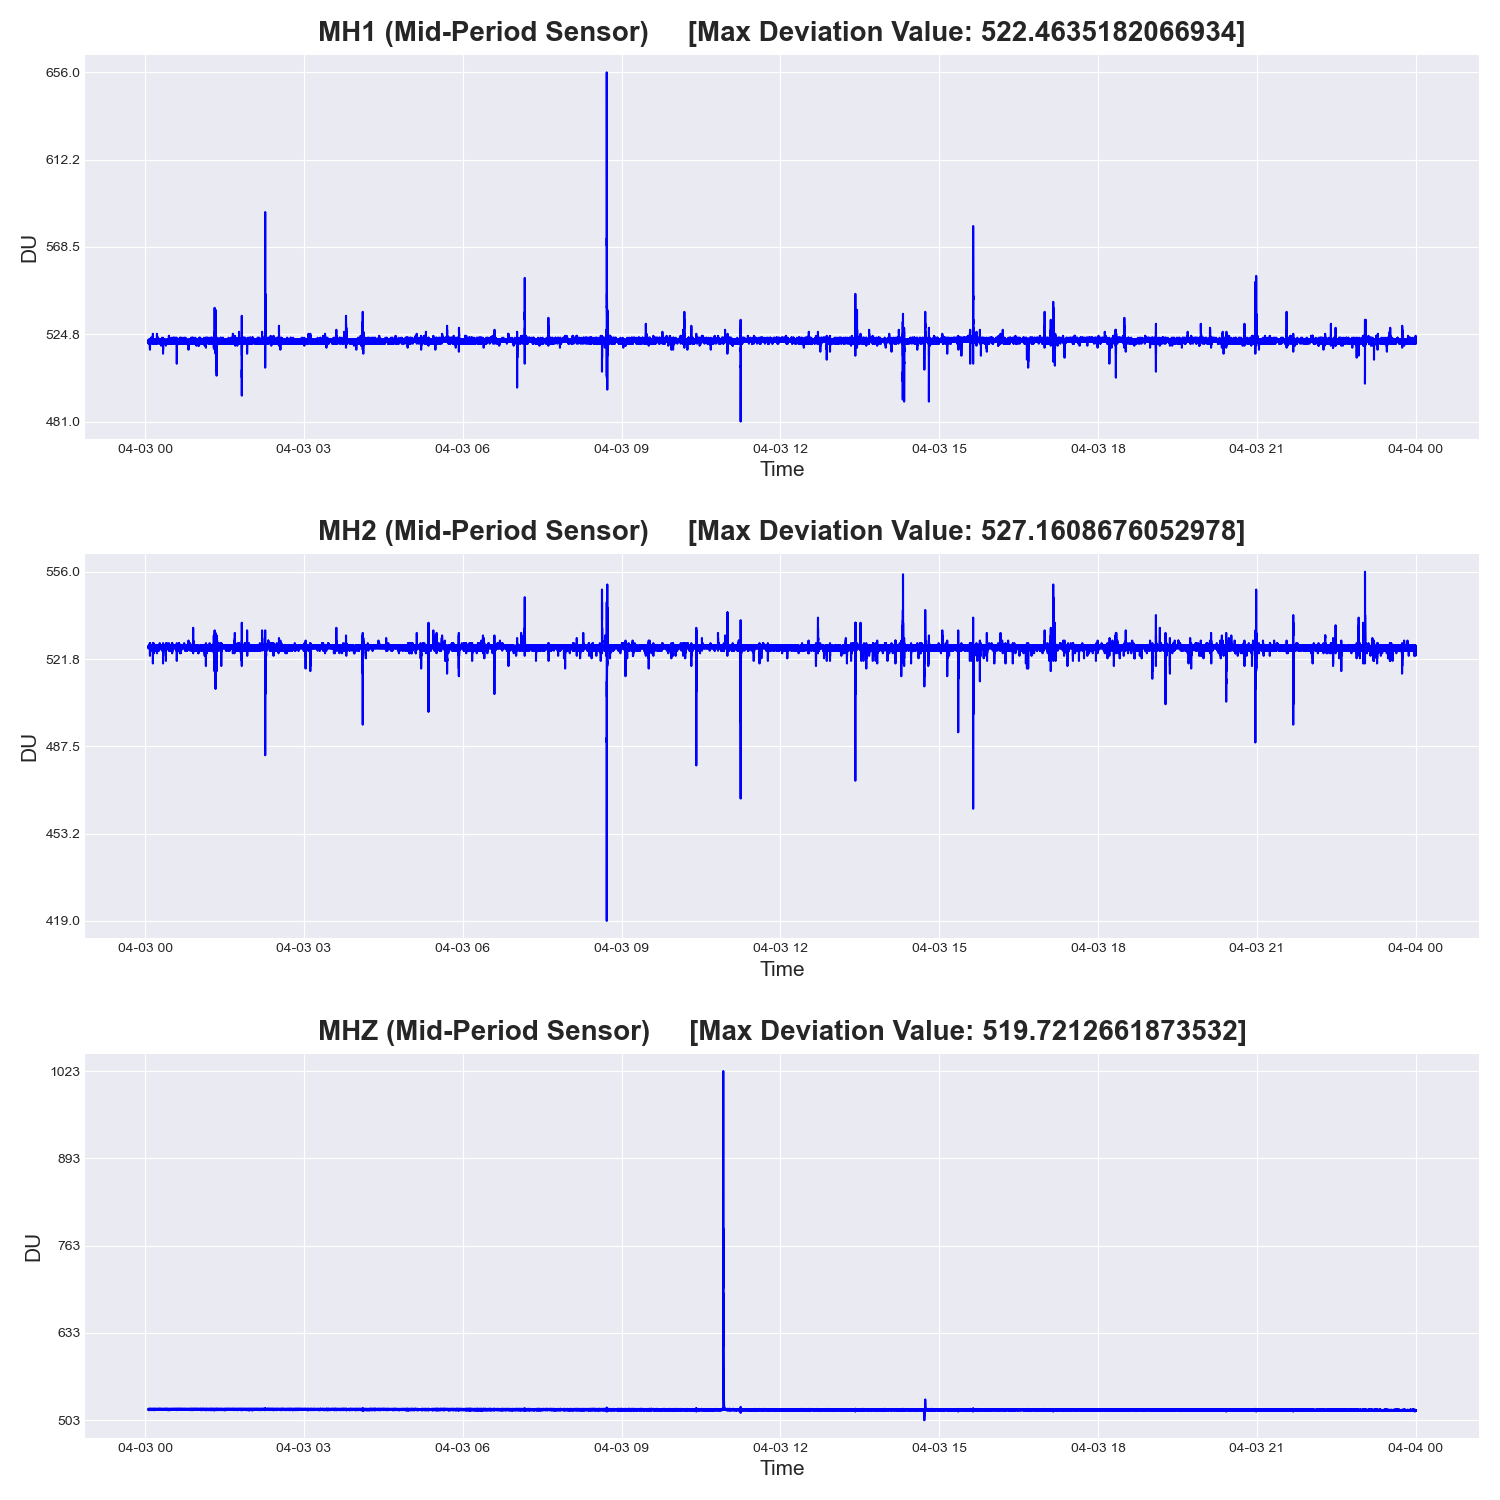 MH1 (Mid-Period Sensor) [Max Deviation Value: 522.4635182066934]
656.0
612.2
568.5
524.8
481.0
DU
04-03 00 04-03 03 04-03 06 04-03 09 04-03 12 04-03 15 04-03 18 04-03 21 04-04 00
Time
MH2 (Mid-Period Sensor) [Max Deviation Value: 527.1608676052978]
556.0
521.8
487.5
453.2
419.0
DU
04-03 00 04-03 03 04-03 06 04-03 09 04-03 12 04-03 15 04-03 18 04-03 21 04-04 00
Time
MHZ (Mid-Period Sensor) [Max Deviation Value: 519.7212661873532]
1023
893
763
633
503
DU
04-03 00 04-03 03 04-03 06 04-03 09 04-03 12 04-03 15 04-03 18 04-03 21 04-04 00
Time